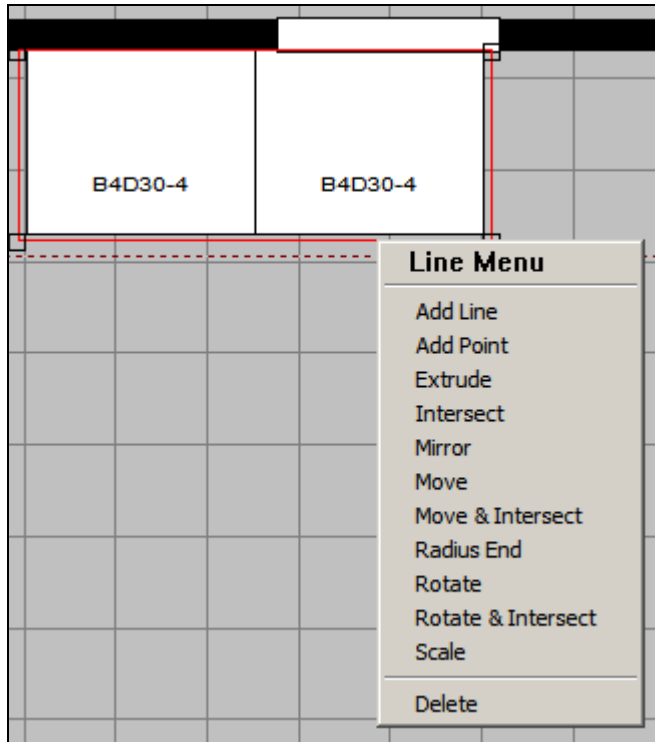 B4D30-4
B4D30-4
Line Menu
Add Line
Add Point
Extrude
Intersect
Mirror
Move
Move & Intersect
Radius End
Rotate
Rotate & Intersect
Scale
Delete